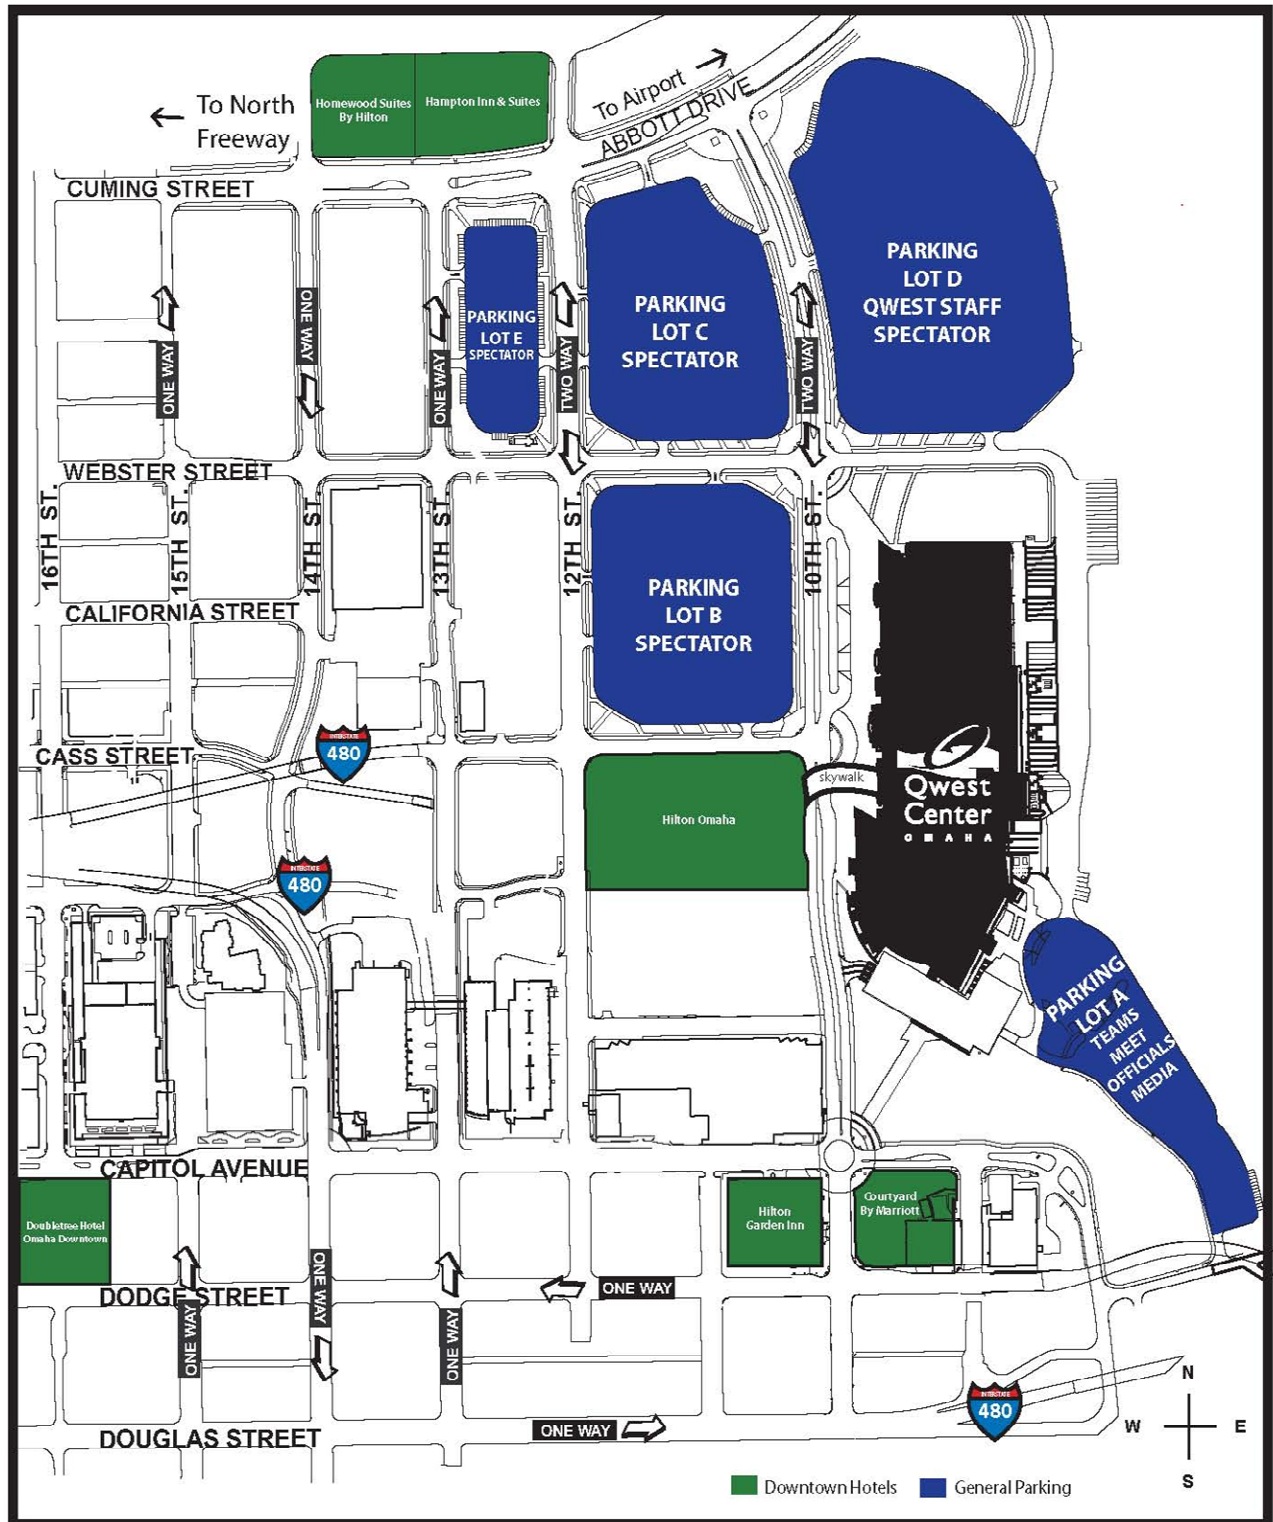 To North
Freeway
Homewood Suites
By Hilton
Hampton Inn & Suites
To Airport
ABBOTT DRIVE
CUMING STREET
PARKING
LOT D
QWEST STAFF
SPECTATOR
PARKING
LOT C
SPECTATOR
PARKING
LOT E
SPECTATOR
ONE WAY
ONE WAY
ONE WAY
TWO WAY
TWO WAY
WEBSTER STREET
16TH ST.
15TH ST.
14TH ST.
13TH ST.
12TH ST.
10TH ST.
PARKING
LOT B
SPECTATOR
CALIFORNIA STREET
CASS STREET
INTERSTATE
480
skywalk
Qwest
Center
OMAHA
Hilton Omaha
INTERSTATE
480
PARKING
LOT A
TEAMS
MEET
OFFICIALS
MEDIA
CAPITOL AVENUE
Doubletree Hotel
Omaha Downtown
Hilton
Garden Inn
Courtyard
By Marriott
DODGE STREET
ONE WAY
ONE WAY
ONE WAY
ONE WAY
INTERSTATE
480
DOUGLAS STREET
ONE WAY
N
W
E
S
Downtown Hotels
General Parking